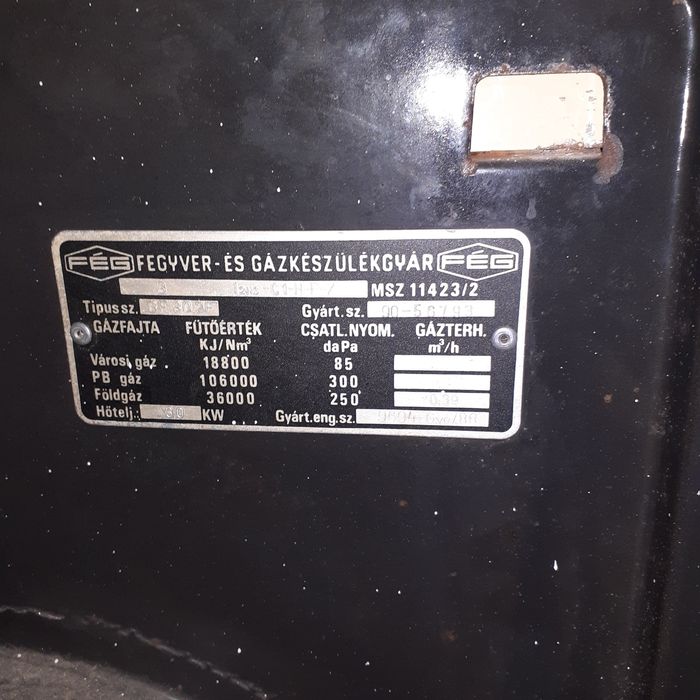 FÉG FEGYVER-ÉS GÁZKÉSZÜLÉKGYÁR FÉG
MSZ 11423/2
Típus sz. Gyárt. sz.
GÁZFAJTA FŰTŐÉRTÉK CSATL.NYOM. GÁZTERH.
KJ/Nm³ daPa m³/h
Városi gáz 18800 85
PB gáz 106000 300
Földgáz 36000 250
Hőtelj.: KW Gyárt.eng.sz.